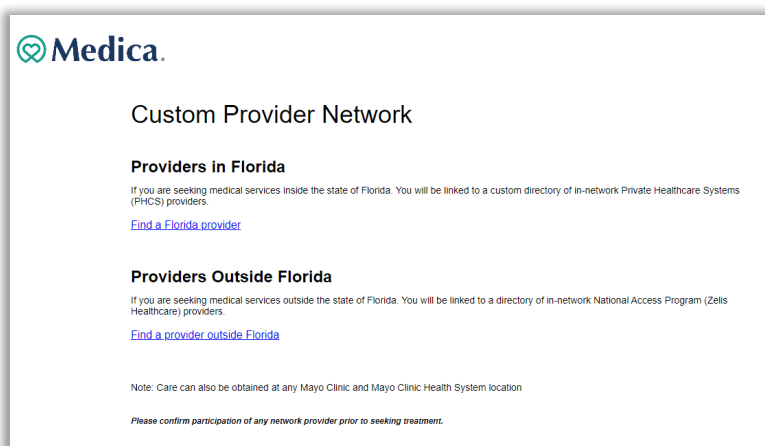 Medica.
Custom Provider Network
Providers in Florida
If you are seeking medical services inside the state of Florida. You will be linked to a custom directory of in-network Private Healthcare Systems
(PHCS) providers.
Find a Florida provider
Providers Outside Florida
If you are seeking medical services outside the state of Florida. You will be linked to a directory of in-network National Access Program (Zelis
Healthcare) providers.
Find a provider outside Florida
Note: Care can also be obtained at any Mayo Clinic and Mayo Clinic Health System location
Please confirm participation of any network provider prior to seeking treatment.